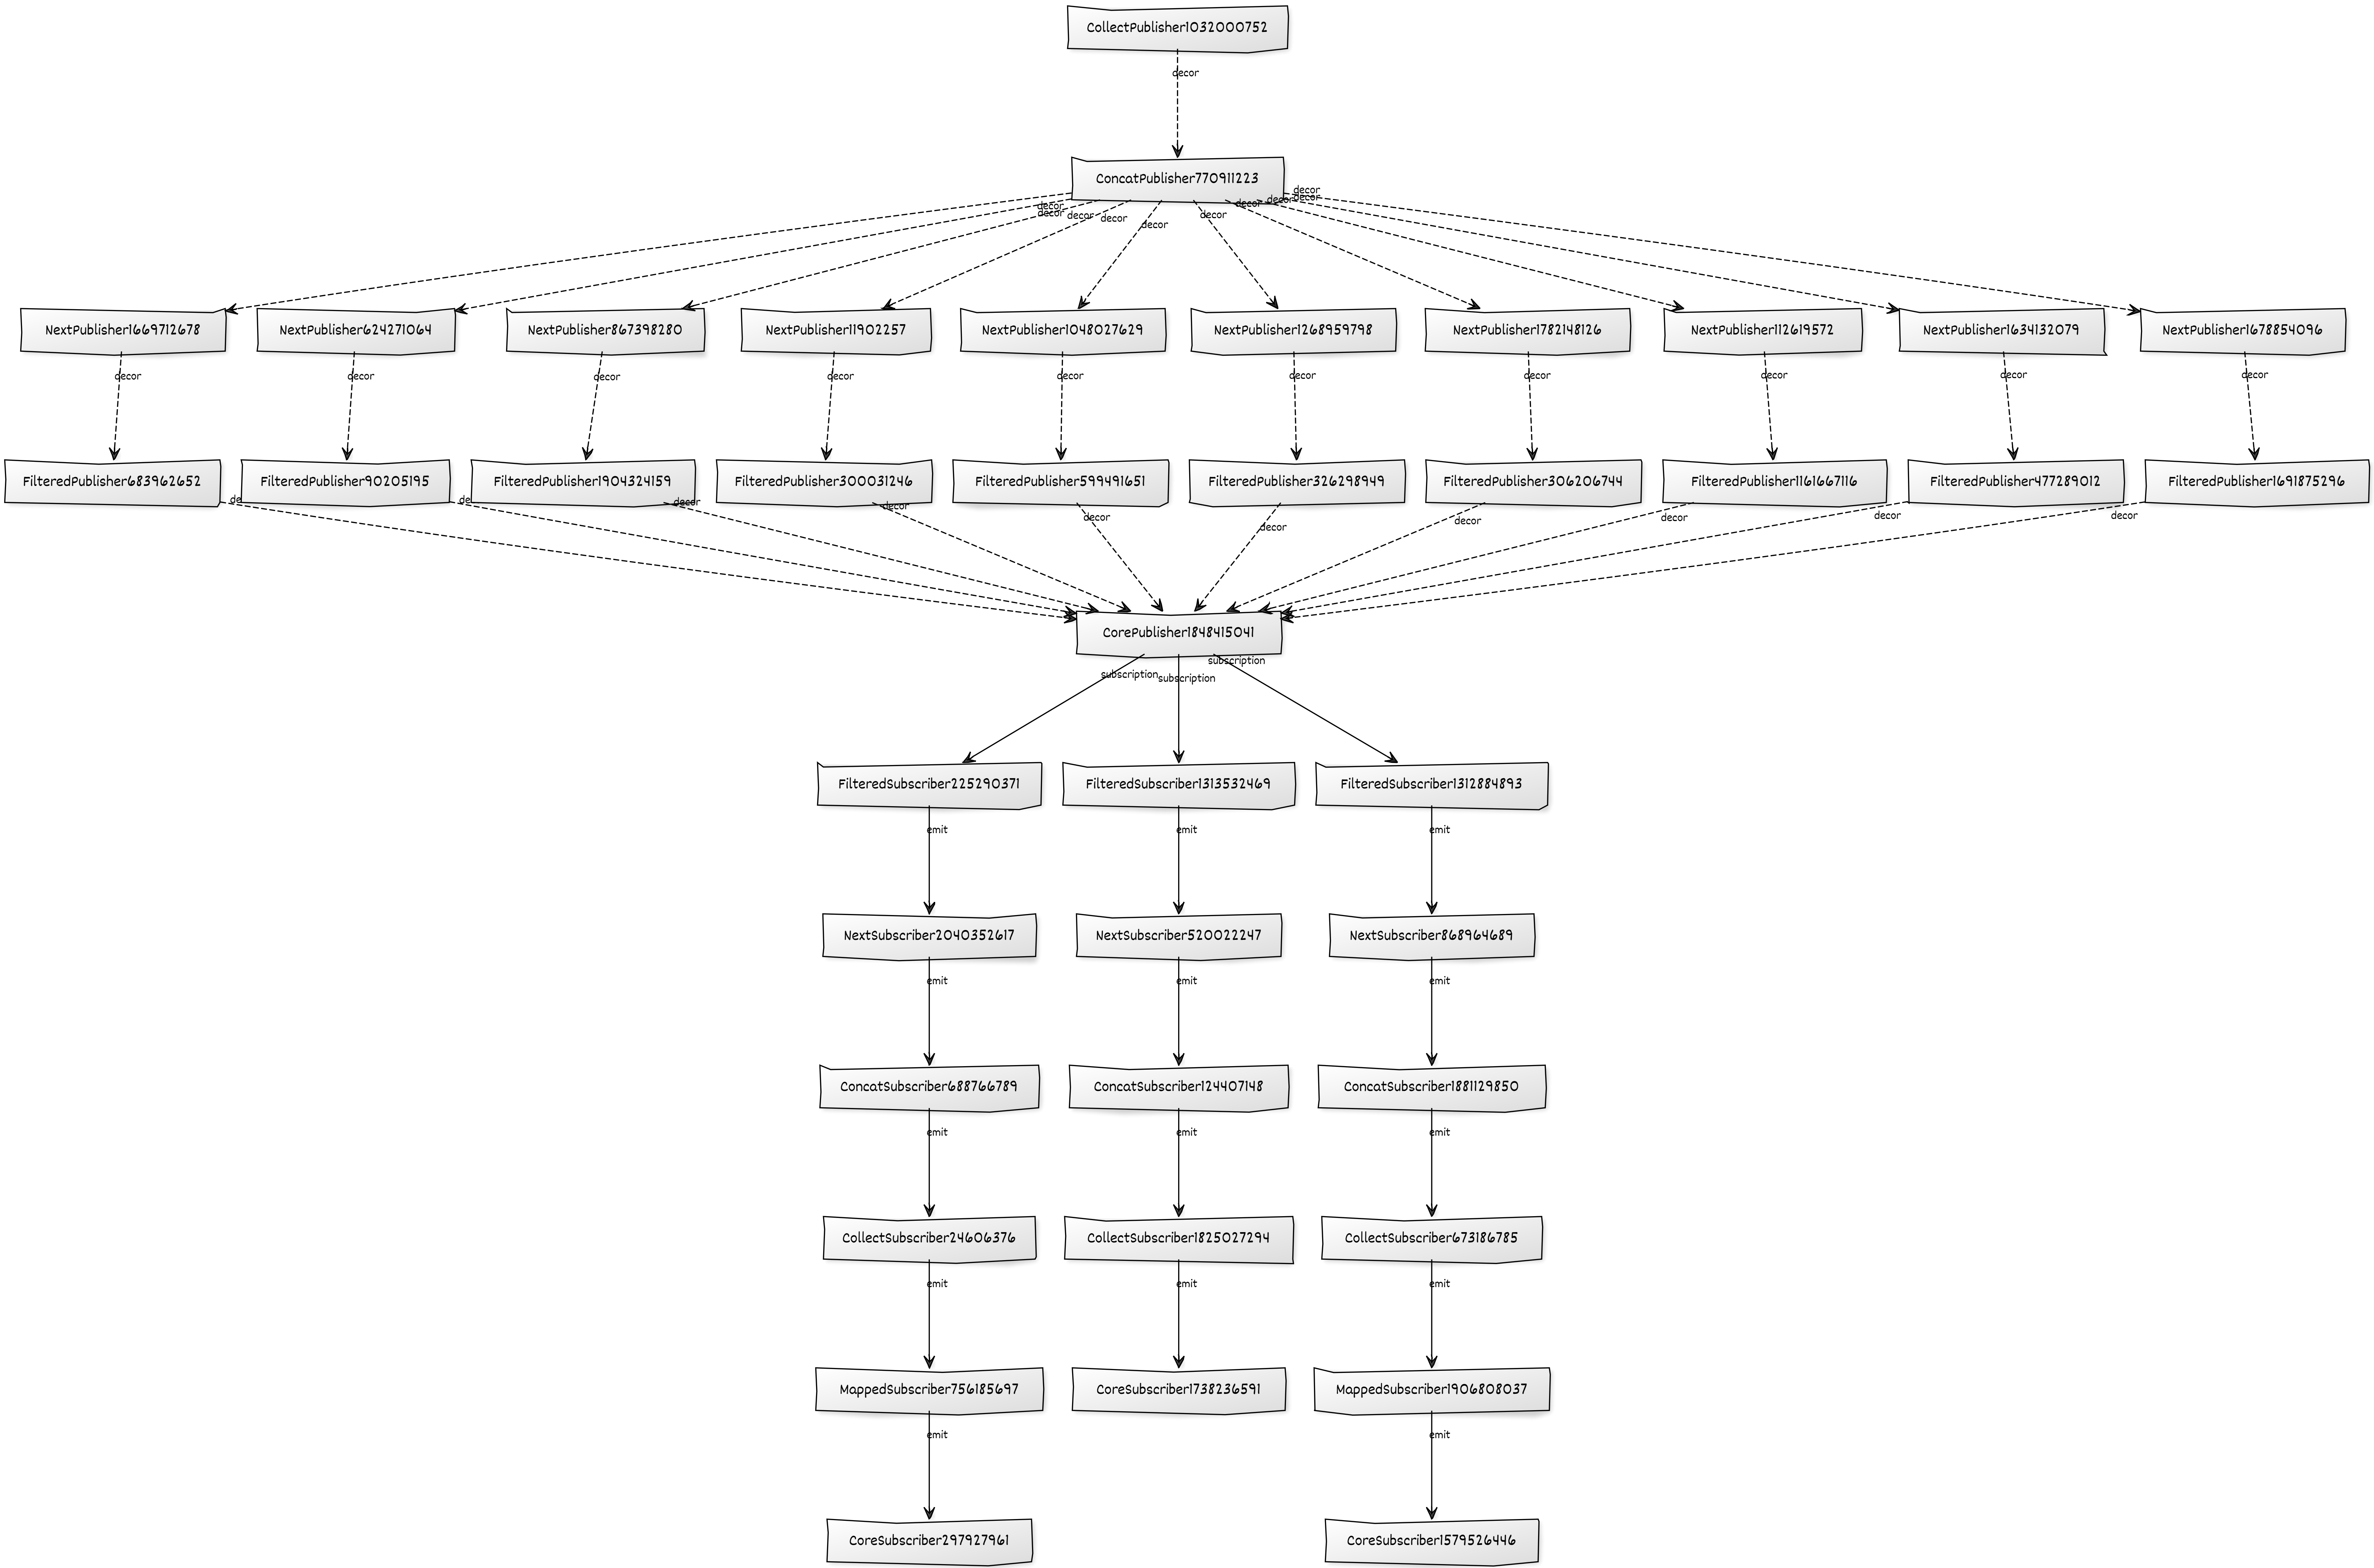 CollectPublisher1032000752
decor
ConcatPublisher770911223
decor
decor
decor
decor
decor
decor
decor
decor
decor
decor
NextPublisher1669712678
NextPublisher624271064
NextPublisher867398280
NextPublisher11902257
NextPublisher1048027629
NextPublisher1268959798
NextPublisher1782148126
NextPublisher112619572
NextPublisher1634132079
NextPublisher1678854096
decor
decor
decor
decor
decor
decor
decor
decor
decor
decor
FilteredPublisher683962652
FilteredPublisher90205195
FilteredPublisher1904324159
FilteredPublisher300031246
FilteredPublisher599491651
FilteredPublisher326298949
FilteredPublisher306206744
FilteredPublisher1161667116
FilteredPublisher477289012
FilteredPublisher1691875296
de
de
decor
decor
decor
decor
decor
decor
decor
decor
CorePublisher1848415041
subscription
subscription
subscription
FilteredSubscriber225290371
FilteredSubscriber1313532469
FilteredSubscriber1312884893
emit
emit
emit
NextSubscriber2040352617
NextSubscriber520022247
NextSubscriber868964689
emit
emit
emit
ConcatSubscriber688766789
ConcatSubscriber124407148
ConcatSubscriber1881129850
emit
emit
emit
CollectSubscriber24606376
CollectSubscriber1825027294
CollectSubscriber673186785
emit
emit
emit
MappedSubscriber756185697
CoreSubscriber1738236591
MappedSubscriber1906808037
emit
emit
CoreSubscriber297927961
CoreSubscriber1579526446